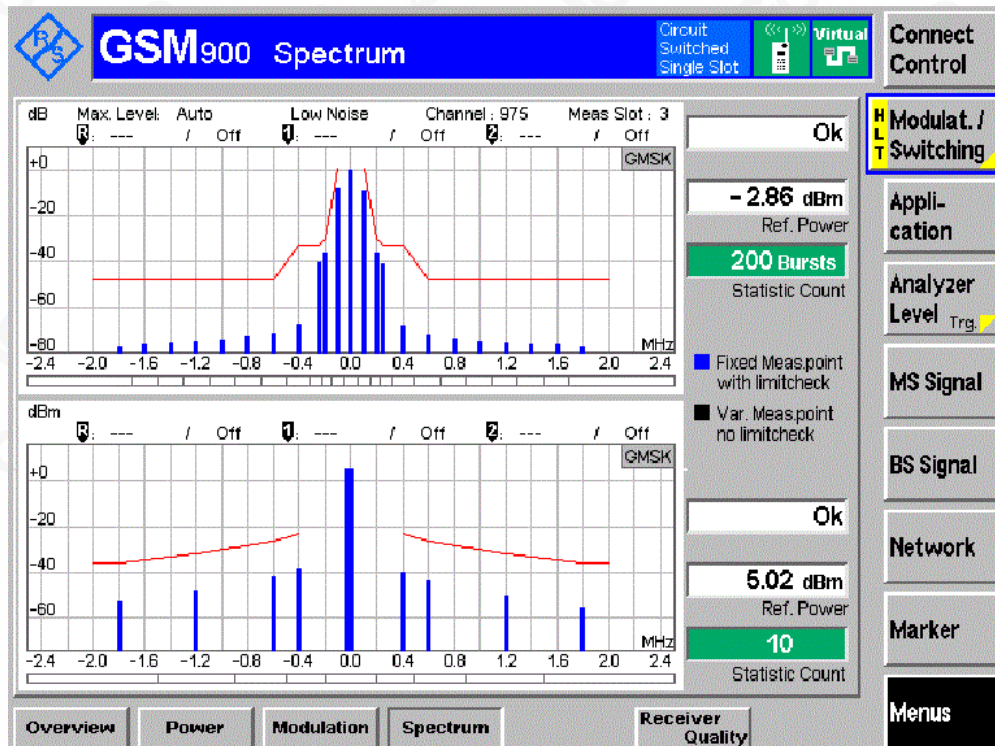 R&S
GSM900 Spectrum
Circuit
Switched
Single Slot
Virtual
Connect
Control
dB Max. Level: Auto Low Noise Channel : 975 Meas Slot : 3
R: --- / Off 1: --- / Off 2: --- / Off
GMSK
+0
-20
-40
-60
-80
MHz
-2.4 -2.0 -1.6 -1.2 -0.8 -0.4 0.0 0.4 0.8 1.2 1.6 2.0 2.4
Ok
- 2.86 dBm
Ref. Power
200 Bursts
Statistic Count
Fixed Meas.point
with limitcheck
Var. Meas.point
no limitcheck
dBm
R: --- / Off 1: --- / Off 2: --- / Off
GMSK
+0
-20
-40
-60
MHz
-2.4 -2.0 -1.6 -1.2 -0.8 -0.4 0.0 0.4 0.8 1.2 1.6 2.0 2.4
Ok
5.02 dBm
Ref. Power
10
Statistic Count
HLT
Modulat. /
Switching
Appli-
cation
Analyzer
Level Trg.
MS Signal
BS Signal
Network
Marker
Menus
Overview
Power
Modulation
Spectrum
Receiver
Quality